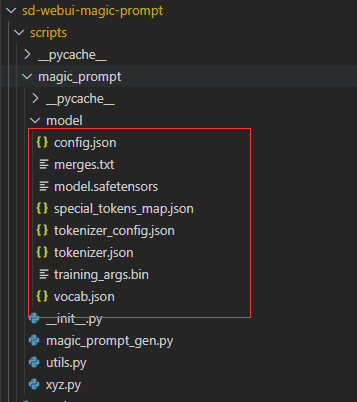 sd-webui-magic-prompt
scripts
__pycache__
magic_prompt
__pycache__
model
config.json
merges.txt
model.safetensors
special_tokens_map.json
tokenizer_config.json
tokenizer.json
training_args.bin
vocab.json
__init__.py
magic_prompt_gen.py
utils.py
xyz.py